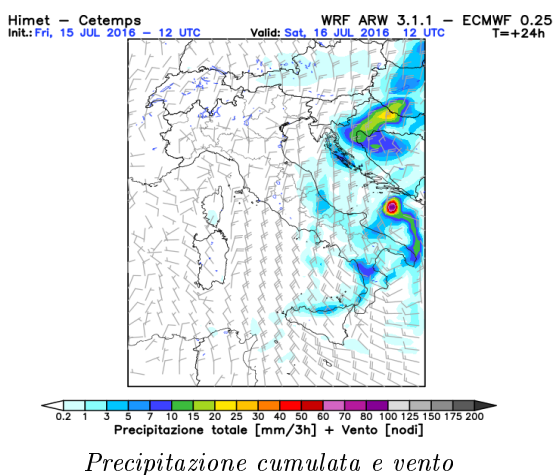 Himet – Cetemps WRF ARW 3.1.1 – ECMWF 0.25
Init.: Fri, 15 JUL 2016 – 12 UTC Valid: Sat, 16 JUL 2016 12 UTC T=+24h
0.2 1 3 5 7 10 15 20 25 30 40 50 60 70 80 100 125 150 175 200
Precipitazione totale [mm/3h] + Vento [nodi]
Precipitazione cumulata e vento